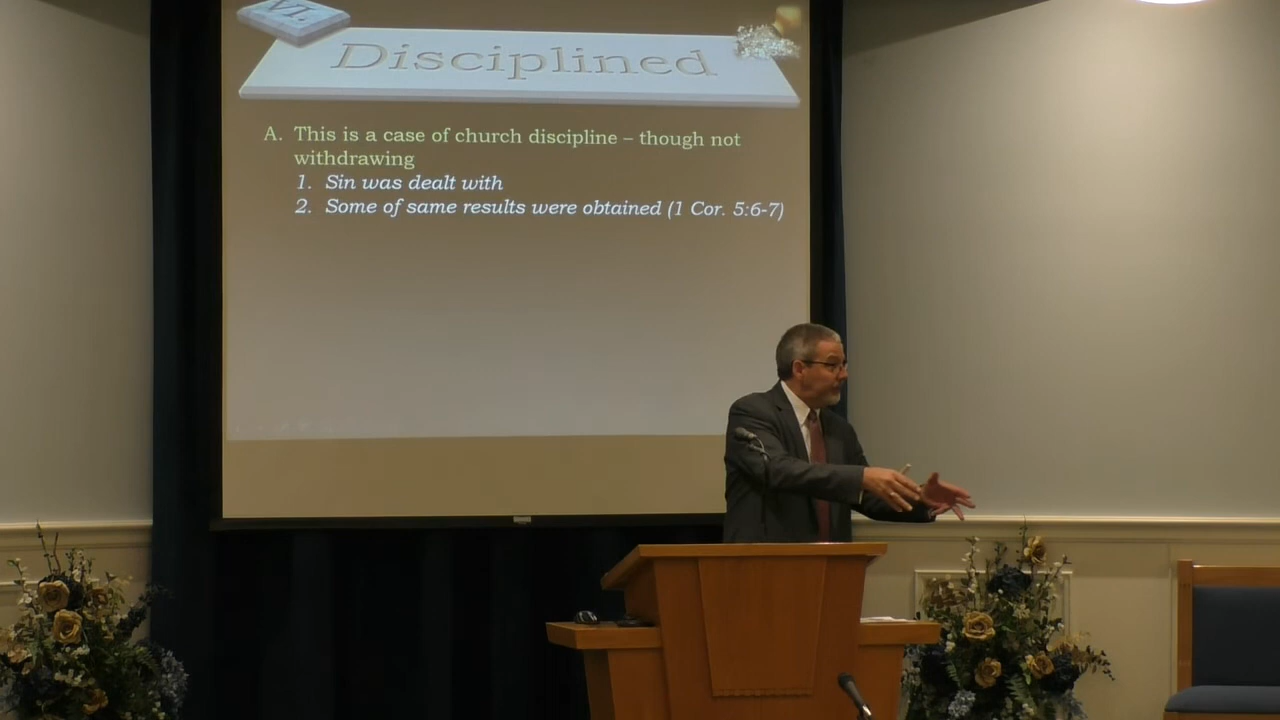 VI.
Disciplined
A. This is a case of church discipline – though not
withdrawing
1. Sin was dealt with
2. Some of same results were obtained (1 Cor. 5:6-7)